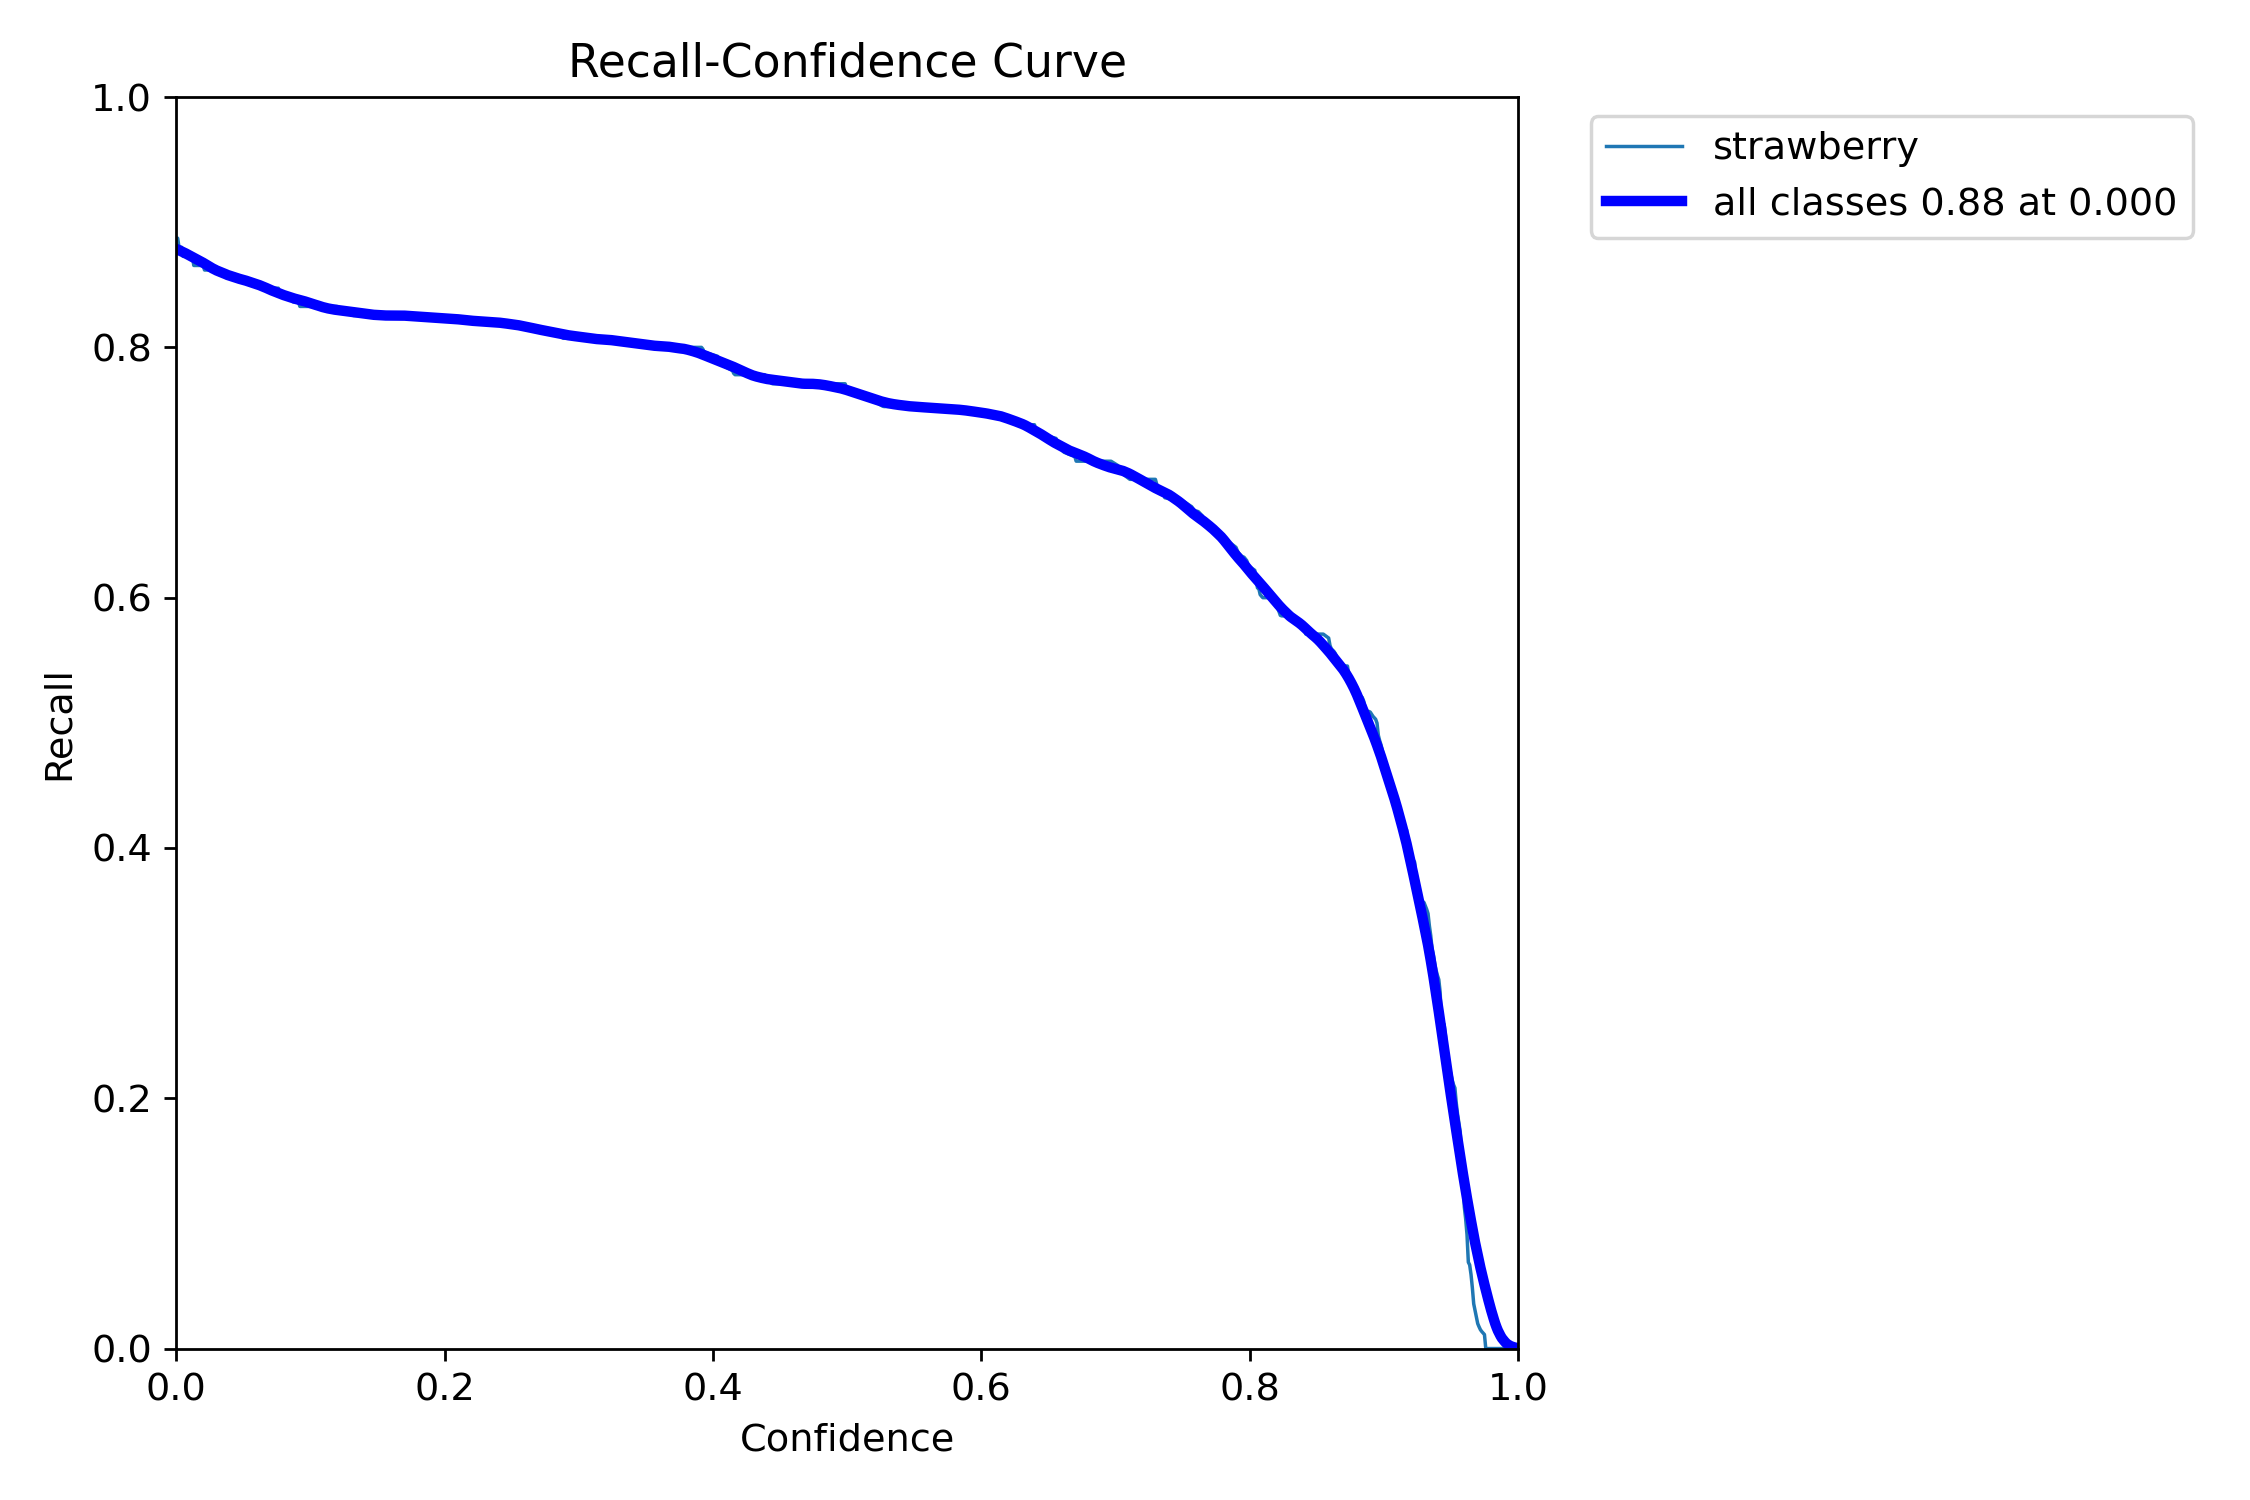 Recall-Confidence Curve
strawberry
all classes 0.88 at 0.000
1.0
0.8
0.6
0.4
0.2
0.0
Recall
0.0 0.2 0.4 0.6 0.8 1.0
Confidence